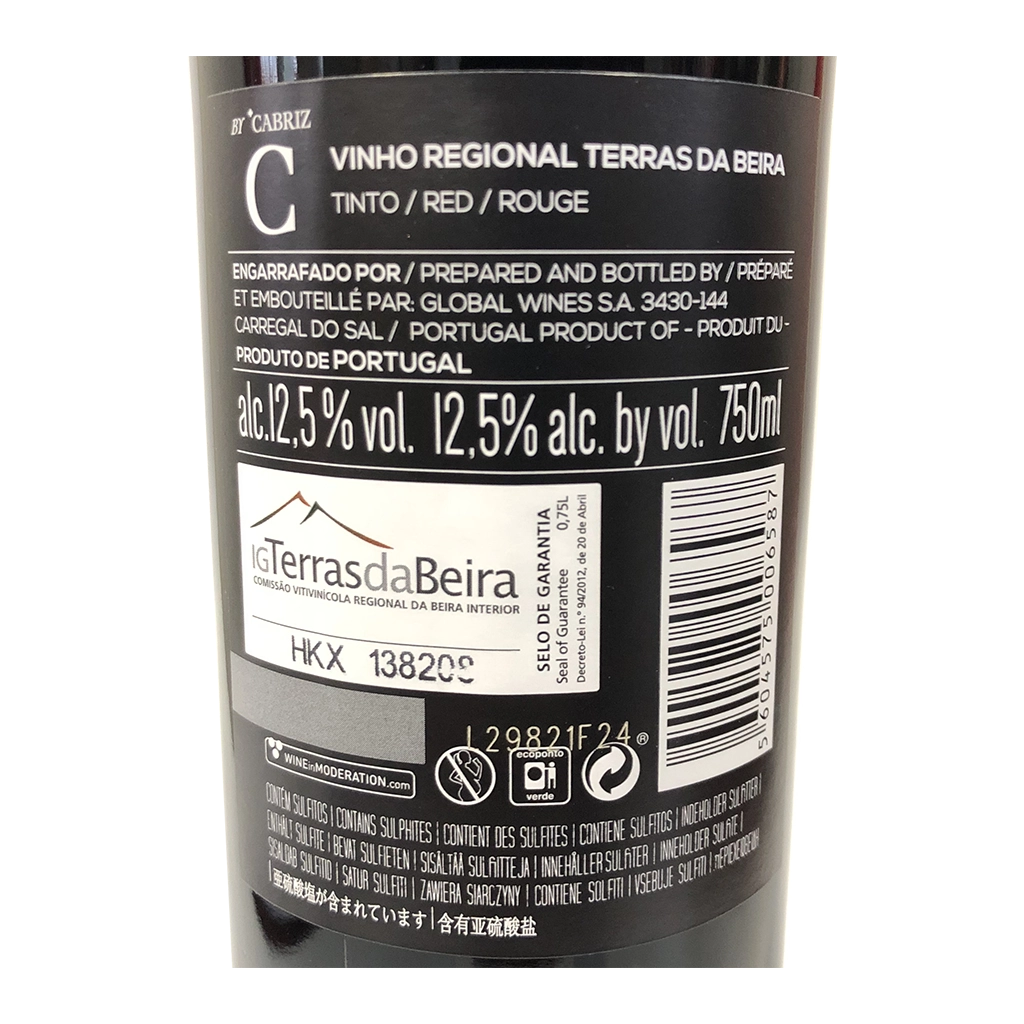 BY CABRIZ
C
VINHO REGIONAL TERRAS DA BEIRA
TINTO / RED / ROUGE
ENGARRAFADO POR / PREPARED AND BOTTLED BY / PRÉPARÉ
ET EMBOUTEILLÉ PAR: GLOBAL WINES S.A. 3430-144
CARREGAL DO SAL / PORTUGAL PRODUCT OF - PRODUIT DU -
PRODUTO DE PORTUGAL
alc.12,5 % vol. 12,5% alc. by vol. 750ml
IGTerrasdaBeira
COMISSÃO VITIVINÍCOLA REGIONAL DA BEIRA INTERIOR
HKX 138208
SELO DE GARANTIA
Seal of Guarantee 0,75L
Decreto-Lei n.º 94/2012, de 20 de Abril
5 604575 006587
L29821F24
®
WINEinMODERATION.com
ecoponto
verde
CONTÉM SULFITOS | CONTAINS SULPHITES | CONTIENT DES SULFITES | CONTIENE SULFITOS | INDEHOLDER SULFITTER |
ENTHÄLT SULFITE | BEVAT SULFIETEN | SISÄLTÄÄ SULFIITTEJA | INNEHÅLLER SULFITER | INNEHOLDER SULFITE |
SISALDAB SULFITID | SATUR SULFĪTI | ZAWIERA SIARCZYNY | CONTIENE SOLFITI | VSEBUJE SULFITI |
| 亜硫酸塩が含まれています | 含有亚硫酸盐